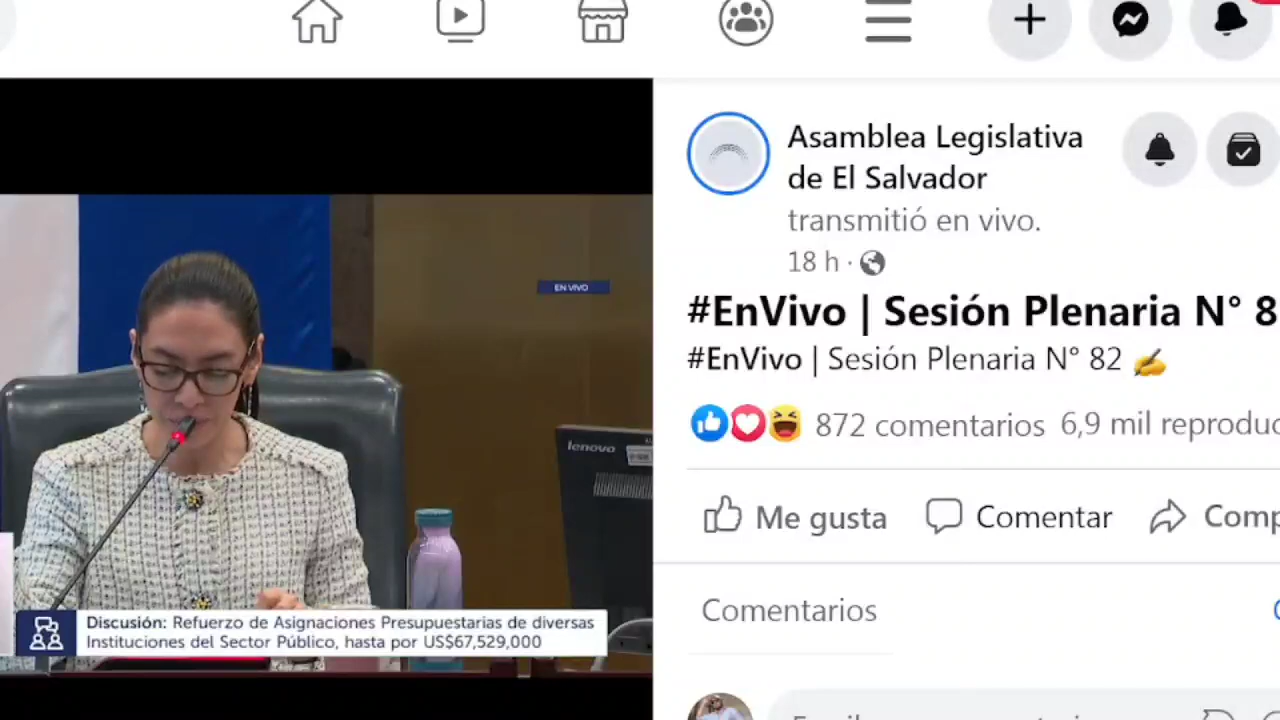 Asamblea Legislativa
de El Salvador
transmitió en vivo.
18 h ·
#EnVivo | Sesión Plenaria N° 8
#EnVivo | Sesión Plenaria N° 82
872 comentarios 6,9 mil reproduc
Me gusta Comentar Comp
Comentarios
EN VIVO
lenovo
Discusión: Refuerzo de Asignaciones Presupuestarias de diversas
Instituciones del Sector Público, hasta por US$67,529,000